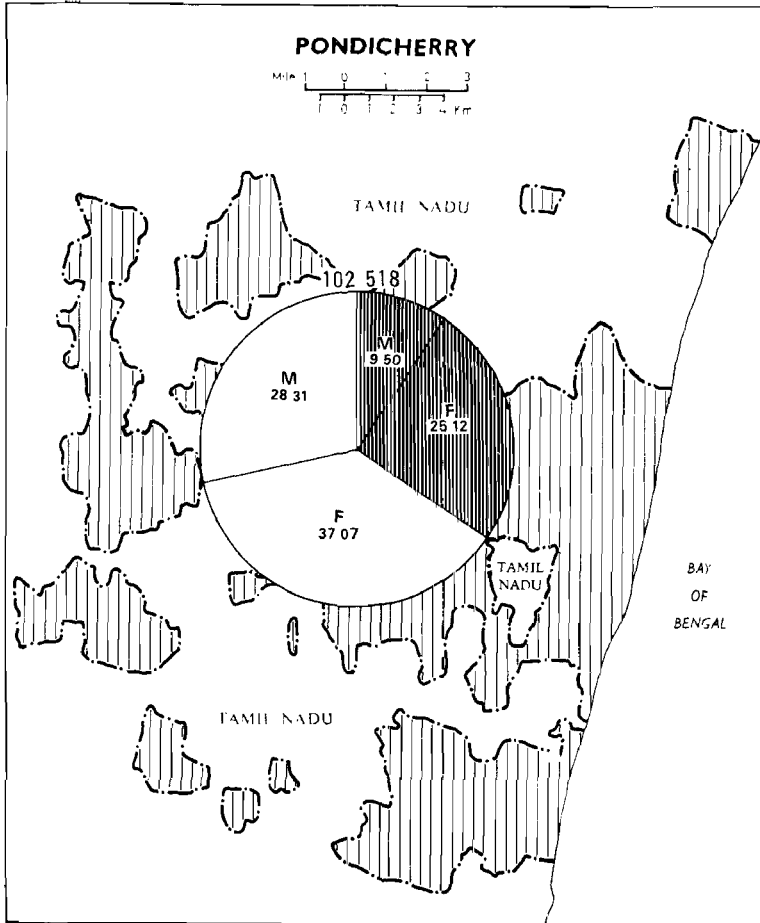 PONDICHERRY
Mile 1 0 1 2 3
1 0 1 2 3 4 Km
TAMIL NADU
102 518
M
9 50
M
28 31
F
25 12
F
37 07
TAMIL
NADU
BAY
OF
BENGAL
TAMIL NADU